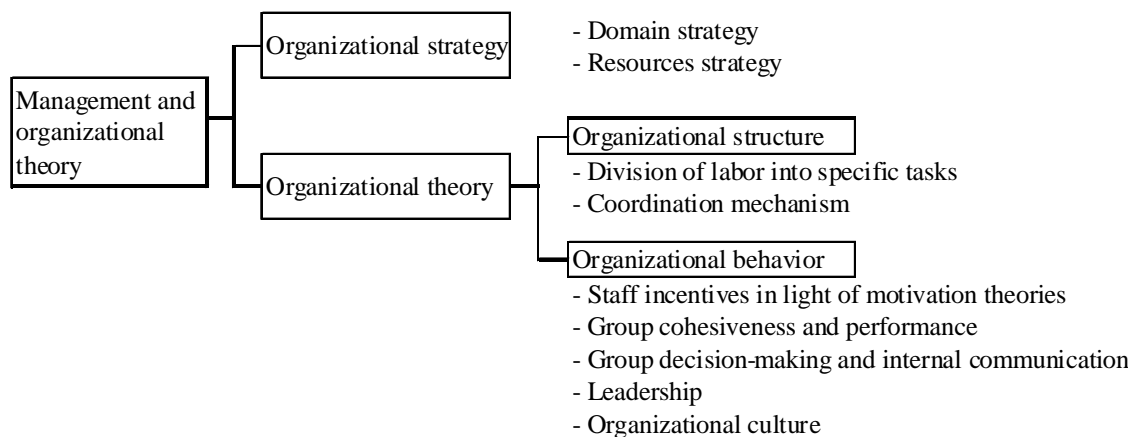 Organizational strategy
- Domain strategy
- Resources strategy
Management and
organizational
theory
Organizational theory
Organizational structure
- Division of labor into specific tasks
- Coordination mechanism
Organizational behavior
- Staff incentives in light of motivation theories
- Group cohesiveness and performance
- Group decision-making and internal communication
- Leadership
- Organizational culture